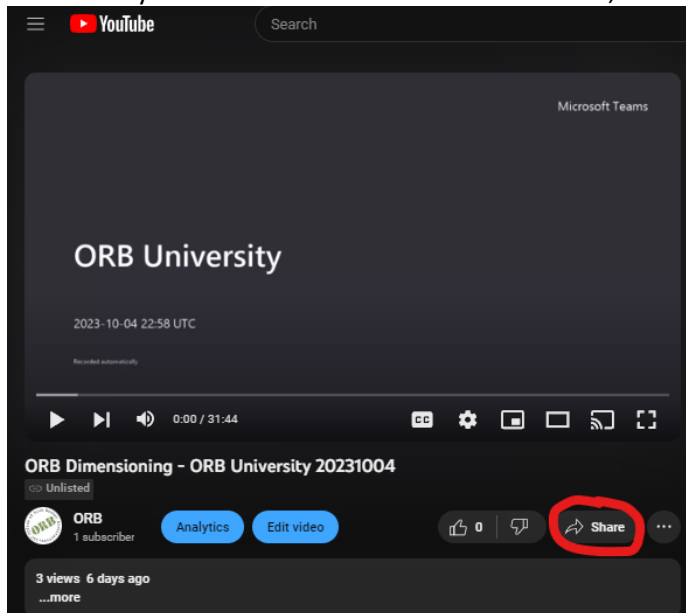 YouTube
Search
Microsoft Teams
ORB University
2023-10-04 22:58 UTC
Recorded automatically
0:00 / 31:44
CC
ORB Dimensioning - ORB University 20231004
Unlisted
ORB
ORB
1 subscriber
Analytics
Edit video
0
Share
3 views 6 days ago
...more